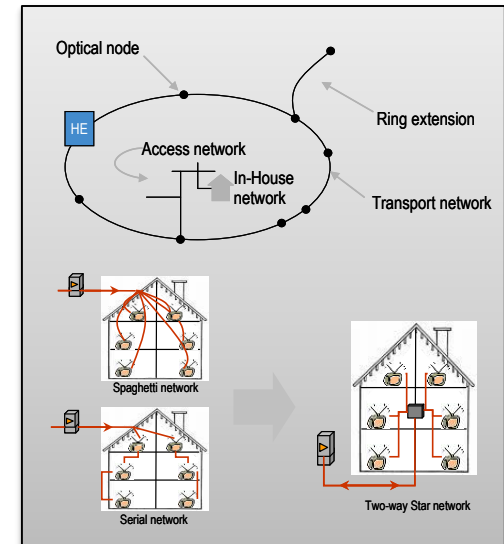 Optical node
HE
Ring extension
Access network
In-House
network
Transport network
Spaghetti network
Serial network
Two-way Star network